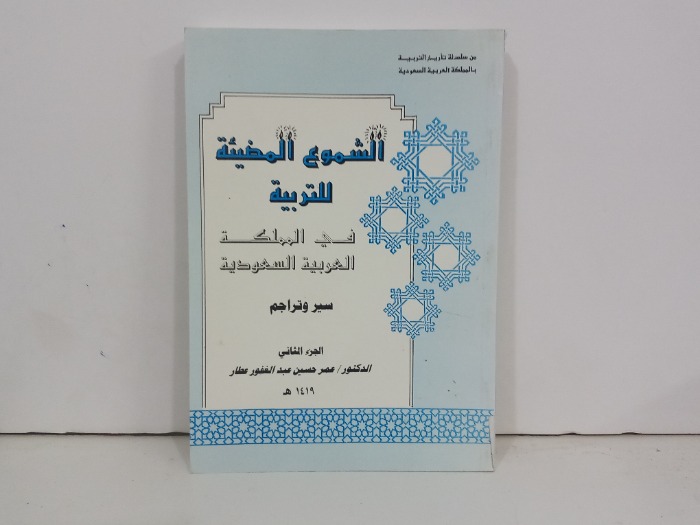 من سلسلة تأريخ التربية
بالمملكة العربية السعودية
الشموع المضيئة
للتربية
في المملكة
العربية السعودية
سير وتراجم
الجزء الثاني
الدكتور/ عمر حسين عبد الغفور عطار
١٤١٩ هـ